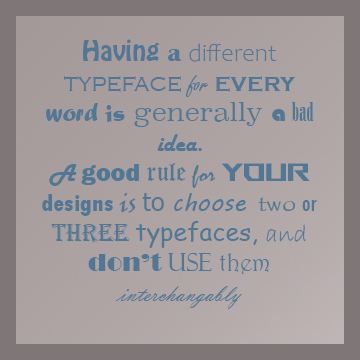 Having a different
TYPEFACE for EVERY
word is generally a bad
idea.
A good rule for YOUR
designs is to choose two or
THREE typefaces, and
don't USE them
interchangably